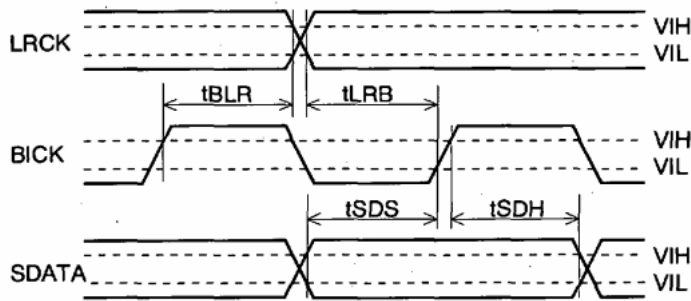 LRCK
VIH
VIL
tBLR
tLRB
BICK
VIH
VIL
tSDS
tSDH
SDATA
VIH
VIL